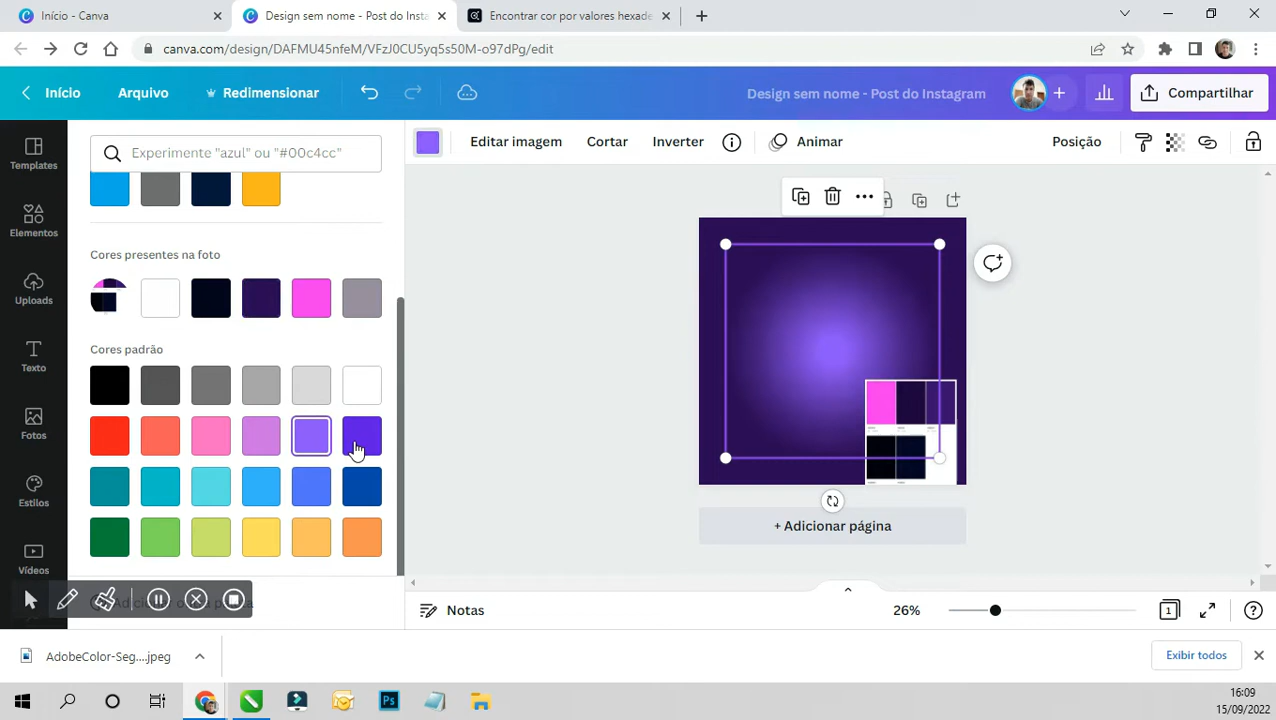 Início - Canva
Design sem nome - Post do Insta
Encontrar cor por valores hexade
canva.com/design/DAFMU45nfeM/VFzJ0CU5yq5s50M-o97dPg/edit
Início
Arquivo
Redimensionar
Design sem nome - Post do Instagram
Compartilhar
Templates
Elementos
Uploads
Texto
Fotos
Estilos
Vídeos
Experimente "azul" ou "#00c4cc"
Cores presentes na foto
Cores padrão
Editar imagem
Cortar
Inverter
Animar
Posição
+ Adicionar página
Notas
26%
1
AdobeColor-Seg....jpeg
Exibir todos
Ps
16:09
15/09/2022